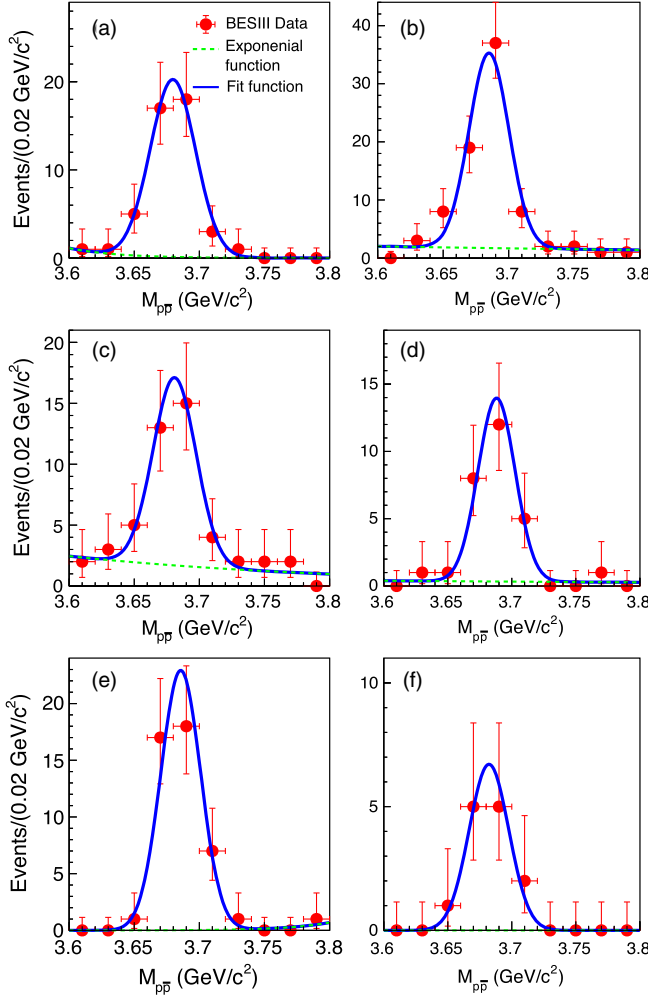 (a)
BESIII Data
Exponenial
function
Fit function
Events/(0.02 GeV/c²)
20
10
0
3.6 3.65 3.7 3.75 3.8
M_pp̅ (GeV/c²)
(b)
40
30
20
10
0
3.6 3.65 3.7 3.75 3.8
M_pp̅ (GeV/c²)
(c)
Events/(0.02 GeV/c²)
20
15
10
5
0
3.6 3.65 3.7 3.75 3.8
M_pp̅ (GeV/c²)
(d)
15
10
5
0
3.6 3.65 3.7 3.75 3.8
M_pp̅ (GeV/c²)
(e)
Events/(0.02 GeV/c²)
20
15
10
5
0
3.6 3.65 3.7 3.75 3.8
M_pp̅ (GeV/c²)
(f)
10
5
0
3.6 3.65 3.7 3.75 3.8
M_pp̅ (GeV/c²)